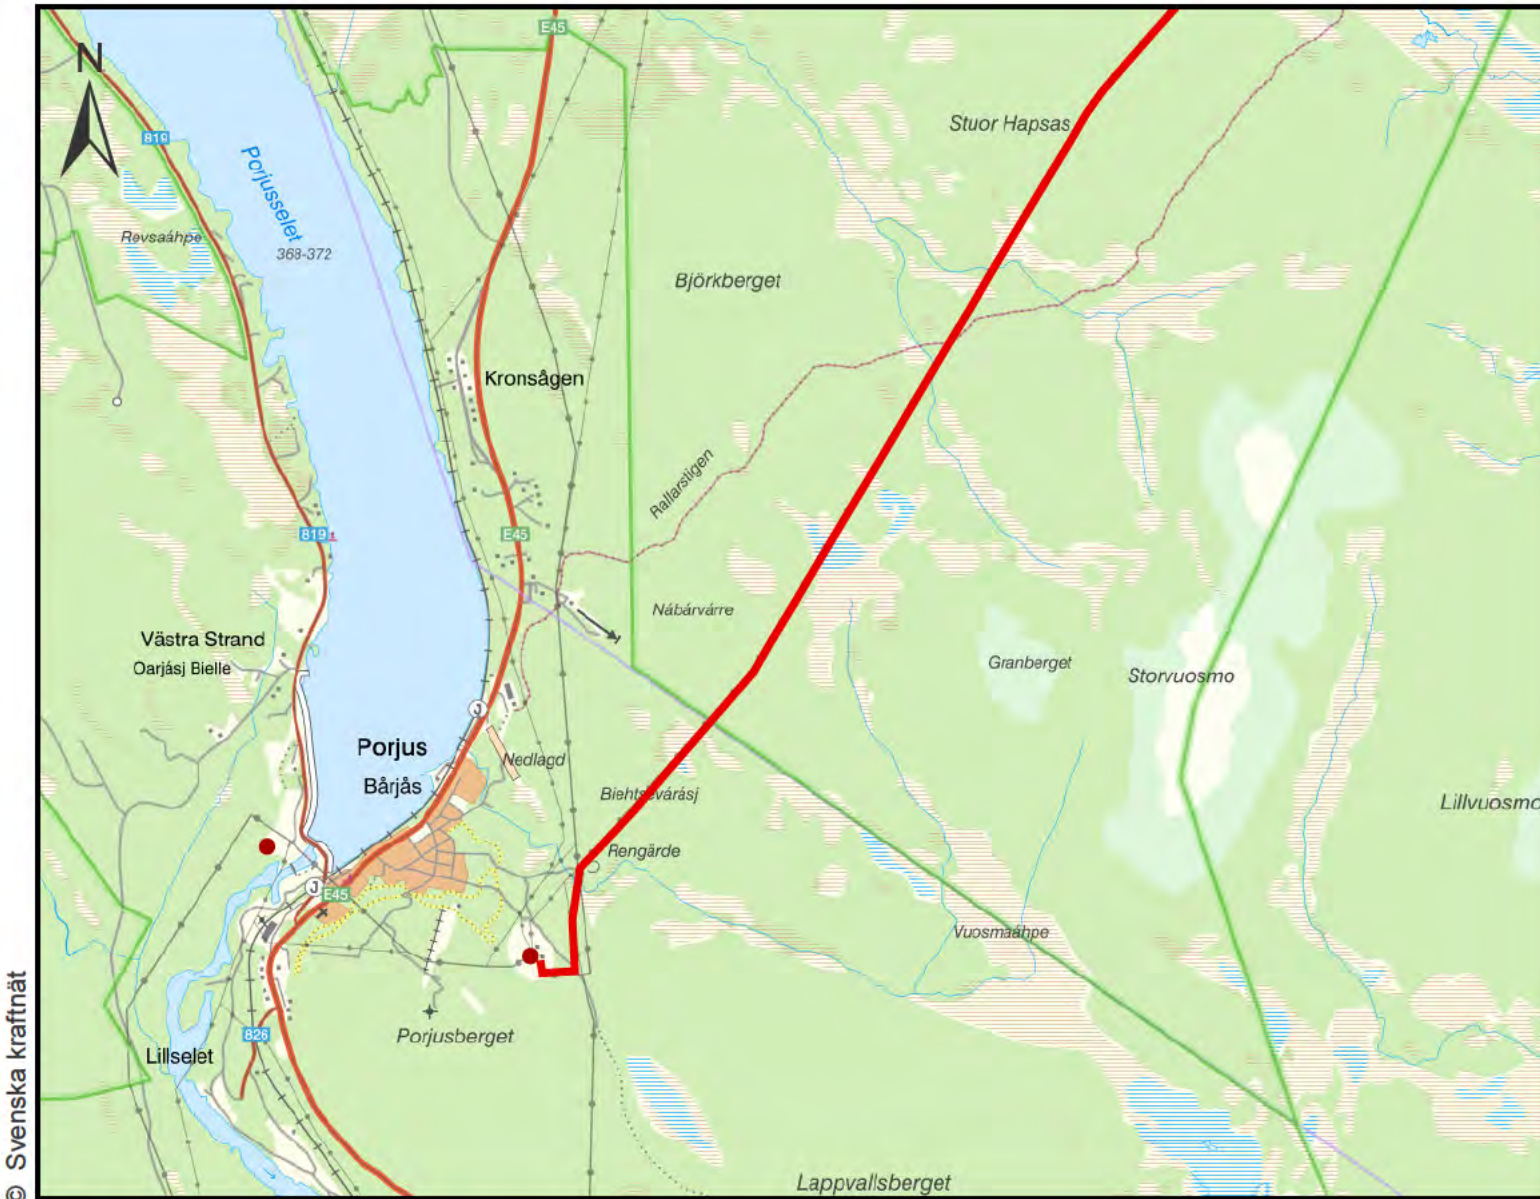 N
E45
819
Stuor Hapsas
Porjusselet
Revsaáhpe
368-372
Björkberget
Kronsågen
Rallarstigen
819
E45
Nábárvárre
Västra Strand
Oarjásj Bielle
Granberget
Storvuosmo
J
Porjus
Nedlagd
Bårjås
Lillvuosmo
Rengärde
J
E45
Vuosmaáhpe
Porjusberget
826
Lillselet
Lappvallsberget
© Svenska kraftnät